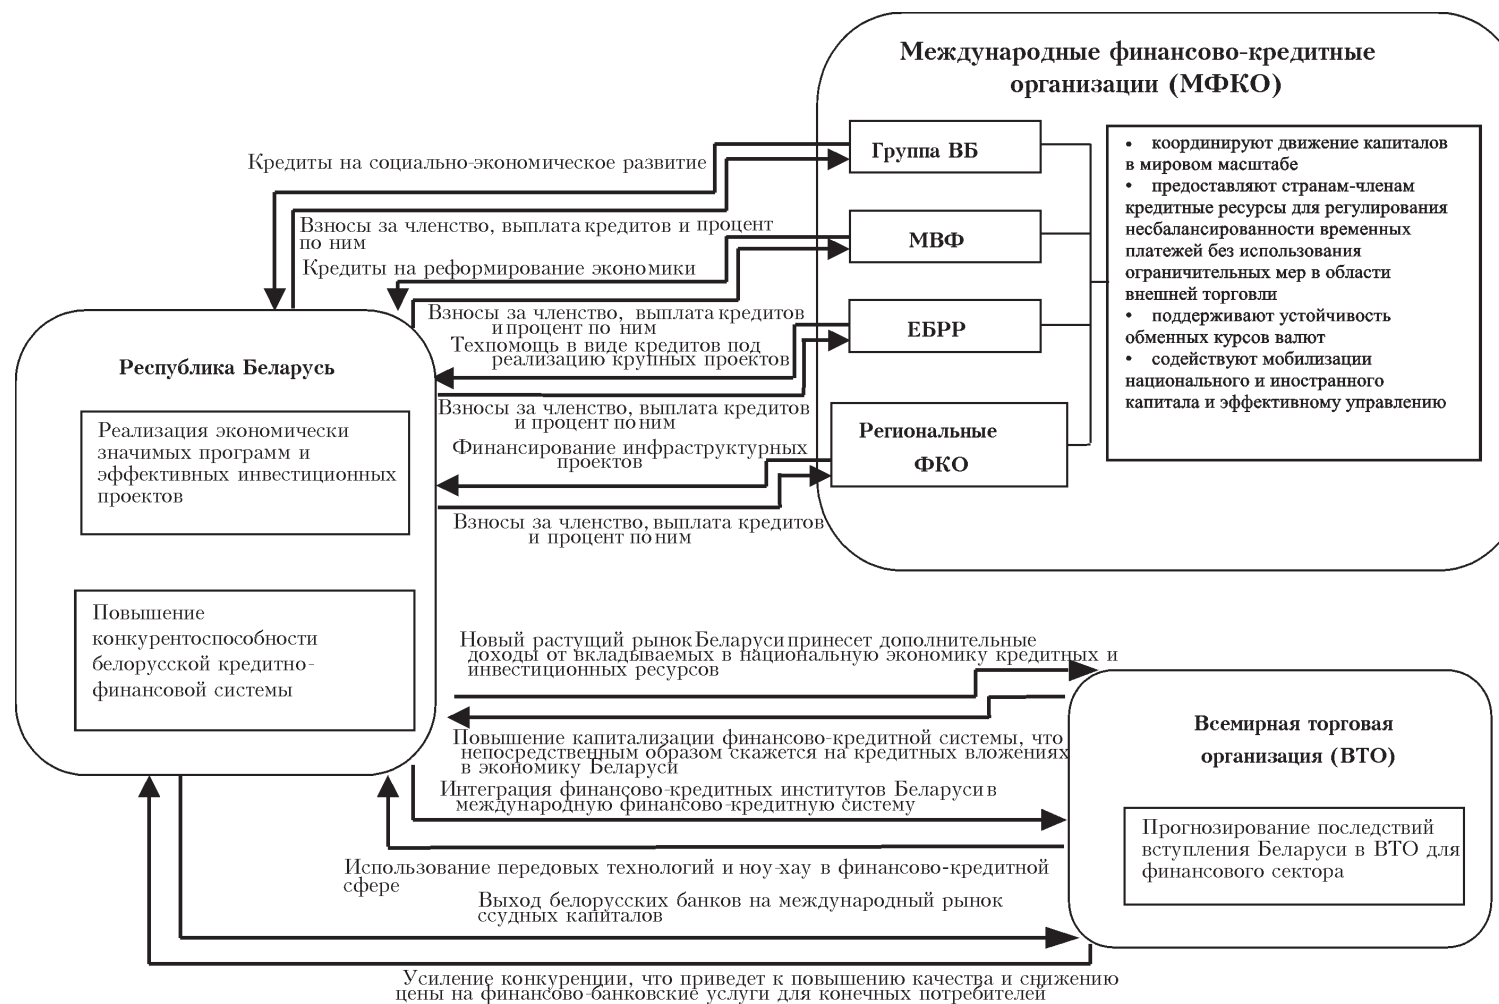 Международные финансово-кредитные
организации (МФКО)
Группа ВБ
МВФ
ЕБРР
Региональные
ФКО
• координируют движение капиталов
в мировом масштабе
• предоставляют странам-членам
кредитные ресурсы для регулирования
несбалансированности временных
платежей без использования
ограничительных мер в области
внешней торговли
• поддерживают устойчивость
обменных курсов валют
• содействуют мобилизации
национального и иностранного
капитала и эффективному управлению
Кредиты на социально-экономическое развитие
Взносы за членство, выплата кредитов и процент
по ним
Кредиты на реформирование экономики
Взносы за членство, выплата кредитов
и процент по ним
Техпомощь в виде кредитов под
реализацию крупных проектов
Взносы за членство, выплата кредитов
и процент по ним
Финансирование инфраструктурных
проектов
Взносы за членство, выплата кредитов
и процент по ним
Республика Беларусь
Реализация экономически
значимых программ и
эффективных инвестиционных
проектов
Повышение
конкурентоспособности
белорусской кредитно-
финансовой системы
Новый растущий рынок Беларуси принесет дополнительные
доходы от вкладываемых в национальную экономику кредитных и
инвестиционных ресурсов
Повышение капитализации финансово-кредитной системы, что
непосредственным образом скажется на кредитных вложениях
в экономику Беларуси
Интеграция финансово-кредитных институтов Беларуси в
международную финансово-кредитную систему
Использование передовых технологий и ноу-хау в финансово-кредитной
сфере
Выход белорусских банков на международный рынок
ссудных капиталов
Усиление конкуренции, что приведет к повышению качества и снижению
цены на финансово-банковские услуги для конечных потребителей
Всемирная торговая
организация (ВТО)
Прогнозирование последствий
вступления Беларуси в ВТО для
финансового сектора